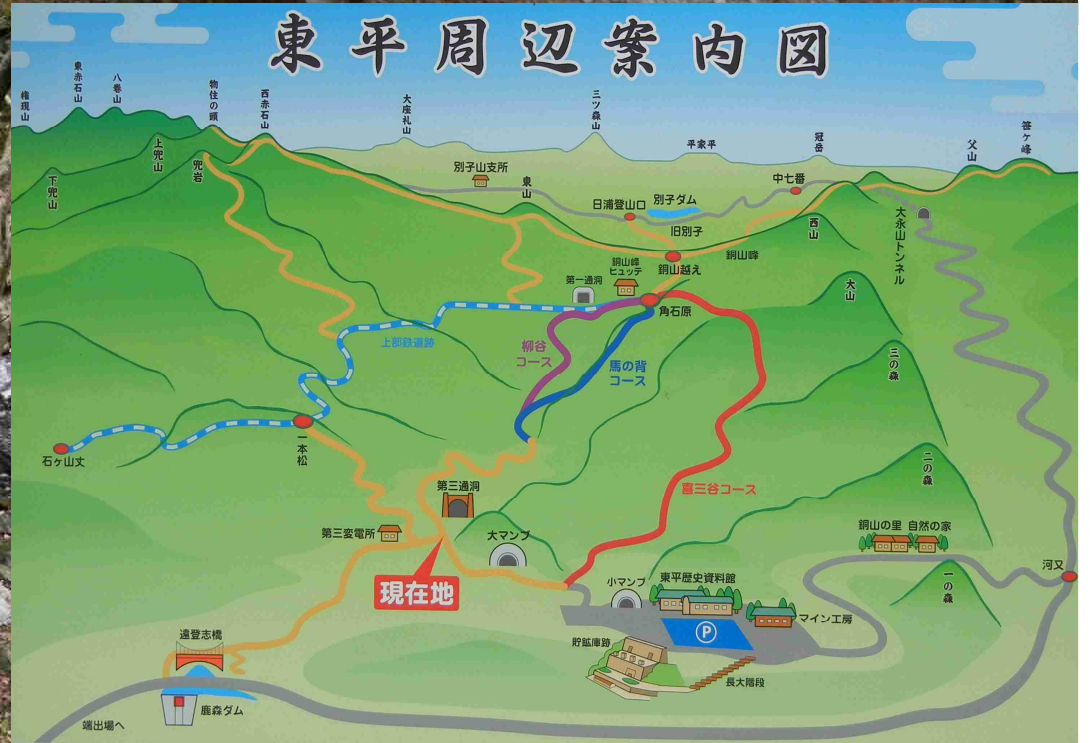 東平周辺案内図
権現山
東赤石山
八巻山
物住の頭
西赤石山
大座礼山
三ツ森山
平家平
冠岳
父山
笹ヶ峰
上兜山
兜岩
下兜山
別子山支所
東山
日浦登山口
別子ダム
旧別子
中七番
西山
大永山トンネル
銅山越え
銅山峰
銅山峰
ヒュッテ
第一通洞
角石原
大山
上部鉄道跡
柳谷
コース
馬の背
コース
三の森
一本松
石ヶ山丈
第三通洞
喜三谷コース
二の森
第三変電所
大マンプ
銅山の里 自然の家
河又
現在地
小マンプ
東平歴史資料館
一の森
マイン工房
P
遠登志橋
貯鉱庫跡
長大階段
鹿森ダム
端出場へ